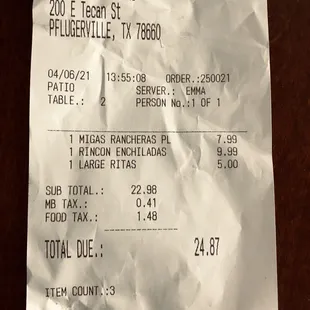 200 E Tecan St
PFLUGERVILLE, TX 78660
04/06/21 13:55:08 ORDER.:250021
PATIO SERVER.: EMMA
TABLE.: 2 PERSON No.:1 OF 1
1 MIGAS RANCHERAS PL 7.99
1 RINCON ENCHILADAS 9.99
1 LARGE RITAS 5.00
SUB TOTAL.: 22.98
MB TAX.: 0.41
FOOD TAX.: 1.48
TOTAL DUE.: 24.87
ITEM COUNT.:3